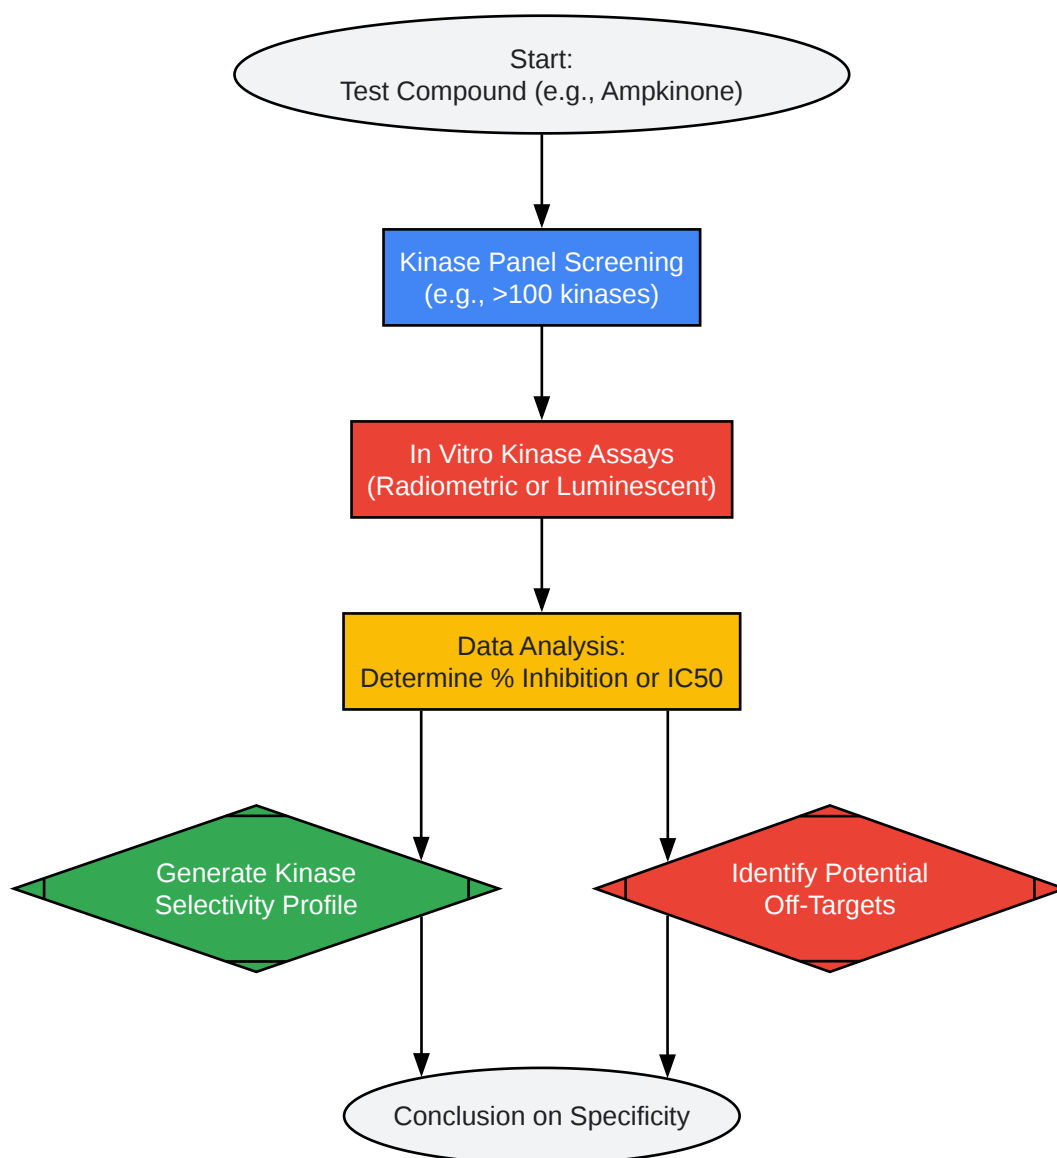 Start:
Test Compound (e.g., Ampkinone)
Kinase Panel Screening
(e.g., >100 kinases)
In Vitro Kinase Assays
(Radiometric or Luminescent)
Data Analysis:
Determine % Inhibition or IC50
Generate Kinase
Selectivity Profile
Identify Potential
Off-Targets
Conclusion on Specificity